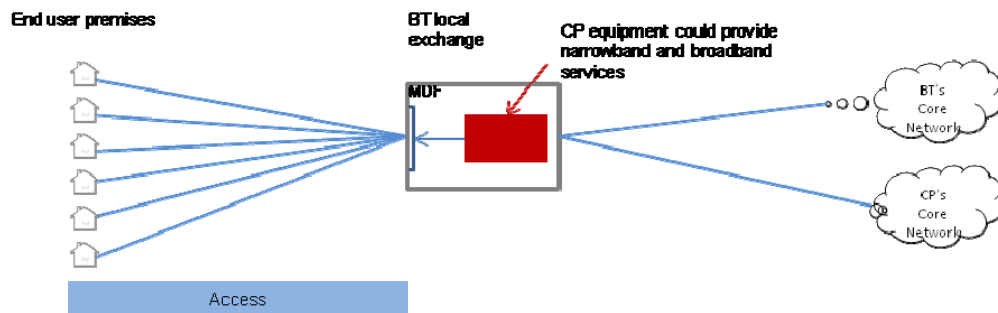 End user premises
BT local
exchange
CP equipment could provide
narrowband and broadband
services
MDF
BT's
Core
Network
CP's
Core
Network
Access